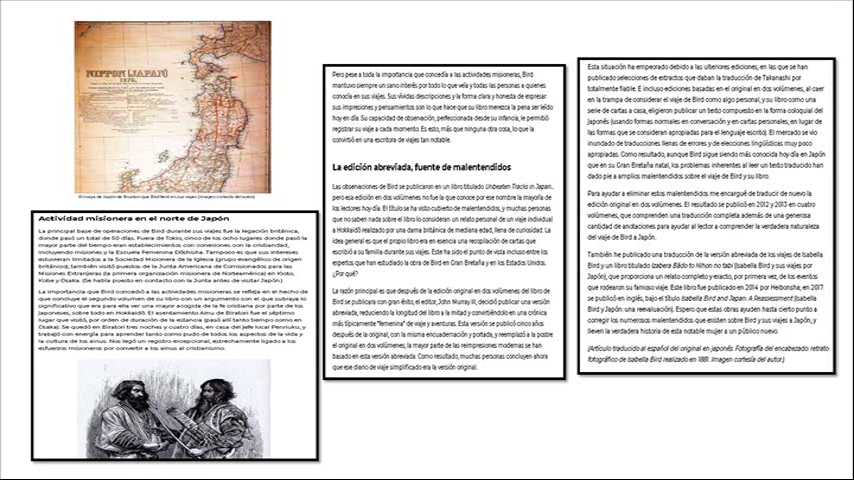 NIPPON (JAPAN)
1876.
El mapa de Japón de Brunton que Bird llevó en sus viajes (imagen cortesía del autor)
Actividad misionera en el norte de Japón
La principal base de operaciones de Bird durante sus viajes fue la legación británica,
donde pasó un total de 50 días. Fuera de Tokio, cinco de los ocho lugares donde pasó la
mayor parte del tiempo eran establecimientos con conexiones con la cristiandad,
incluyendo misiones y la Escuela Femenina Dōshisha. Tampoco es que sus intereses
estuvieran limitados a la Sociedad Misionera de la Iglesia (grupo evangélico de origen
británico), también visitó puestos de la Junta Americana de Comisionados para las
Misiones Extranjeras (la primera organización misionera de Norteamérica) en Kioto,
Kobe y Osaka. (Se había puesto en contacto con la Junta antes de visitar Japón.)
La importancia que Bird concedió a las actividades misioneras se refleja en el hecho de
que concluye el segundo volumen de su libro con un argumento con el que subraya lo
significativo que era para ella ver una mayor acogida de la fe cristiana por parte de los
japoneses, sobre todo en Hokkaidō. El asentamiento Ainu de Biratori fue el séptimo
lugar que visitó, por orden de duración de la estancia (pasó allí tanto tiempo como en
Osaka). Se quedó en Biratori tres noches y cuatro días, en casa del jefe local Penriuku, y
trabajó con energía para aprender tanto como pudo de todos los aspectos de la vida y
la cultura de los ainus. Nos legó un registro excepcional, estrechamente ligado a los
esfuerzos misioneros por convertir a los ainus al cristianismo.
Pero pese a toda la importancia que concedía a las actividades misioneras, Bird
mantuvo siempre un sano interés por todo lo que veía y todas las personas a quienes
conocía en sus viajes. Sus vívidas descripciones y la forma clara y honesta de expresar
sus impresiones y pensamientos son lo que hace que su libro merezca la pena ser leído
hoy en día. Su capacidad de observación, perfeccionada desde su infancia, le permitió
registrar su viaje a cada momento. Es esto, más que ninguna otra cosa, lo que la
convirtió en una escritora de viajes tan notable.
La edición abreviada, fuente de malentendidos
Las observaciones de Bird se publicaron en un libro titulado Unbeaten Tracks in Japan,
pero esa edición en dos volúmenes no fue la que conoce por ese nombre la mayoría de
los lectores hoy día. El título se ha visto cubierto de malentendidos, y muchas personas
que no saben nada sobre el libro lo consideran un relato personal de un viaje individual
a Hokkaidō realizado por una dama británica de mediana edad, llena de curiosidad. La
idea general es que el propio libro era en esencia una recopilación de cartas que
escribió a su familia durante sus viajes. Este ha sido el punto de vista incluso entre los
expertos que han estudiado la obra de Bird en Gran Bretaña y en los Estados Unidos.
¿Por qué?
La razón principal es que después de la edición original en dos volúmenes del libro de
Bird se publicara con gran éxito, el editor, John Murray III, decidió publicar una versión
abreviada, reduciendo la longitud del libro a la mitad y convirtiéndolo en una crónica
más típicamente "femenina" de viaje y aventuras. Esta versión se publicó cinco años
después de la original, con la misma encuadernación y portada, y reemplazó a la postre
el original en dos volúmenes; la mayor parte de las reimpresiones modernas se han
basado en esta versión abreviada. Como resultado, muchas personas concluyen ahora
que ese diario de viaje simplificado era la versión original.
Esta situación ha empeorado debido a las ulteriores ediciones, en las que se han
publicado selecciones de extractos que daban la traducción de Takanashi por
totalmente fiable. E incluso ediciones basadas en el original en dos volúmenes, al caer
en la trampa de considerar el viaje de Bird como algo personal, y su libro como una
serie de cartas a casa, eligieron publicar un texto compuesto en la forma coloquial del
japonés (usando formas normales en conversación y en cartas personales, en lugar de
las formas que se consideran apropiadas para el lenguaje escrito). El mercado se vio
inundado de traducciones llenas de errores y de elecciones lingüísticas muy poco
apropiadas. Como resultado, aunque Bird sigue siendo más conocida hoy día en Japón
que en su Gran Bretaña natal, los problemas inherentes al leer un texto traducido han
dado pie a amplios malentendidos sobre el viaje de Bird y su libro.
Para ayudar a eliminar estos malentendidos me encargué de traducir de nuevo la
edición original en dos volúmenes. El resultado se publicó en 2012 y 2013 en cuatro
volúmenes, que comprenden una traducción completa además de una generosa
cantidad de anotaciones para ayudar al lector a comprender la verdadera naturaleza
del viaje de Bird a Japón.
También he publicado una traducción de la versión abreviada de los viajes de Isabella
Bird y un libro titulado Izabera Bādo to Nihon no tabi (Isabella Bird y sus viajes por
Japón), que proporciona un relato completo y exacto, por primera vez, de los eventos
que rodearon su famoso viaje. Este libro fue publicado en 2014 por Heibonsha, en 2017
se publicó en inglés, bajo el título Isabella Bird and Japan: A Reassessment (Isabella
Bird y Japón: una reevaluación). Espero que estas obras ayuden hasta cierto punto a
corregir los numerosos malentendidos que existen sobre Bird y sus viajes a Japón, y
lleven la verdadera historia de esta notable mujer a un público nuevo.
(Artículo traducido al español del original en japonés. Fotografía del encabezado: retrato
fotográfico de Isabella Bird realizado en 1881. Imagen cortesía del autor.)